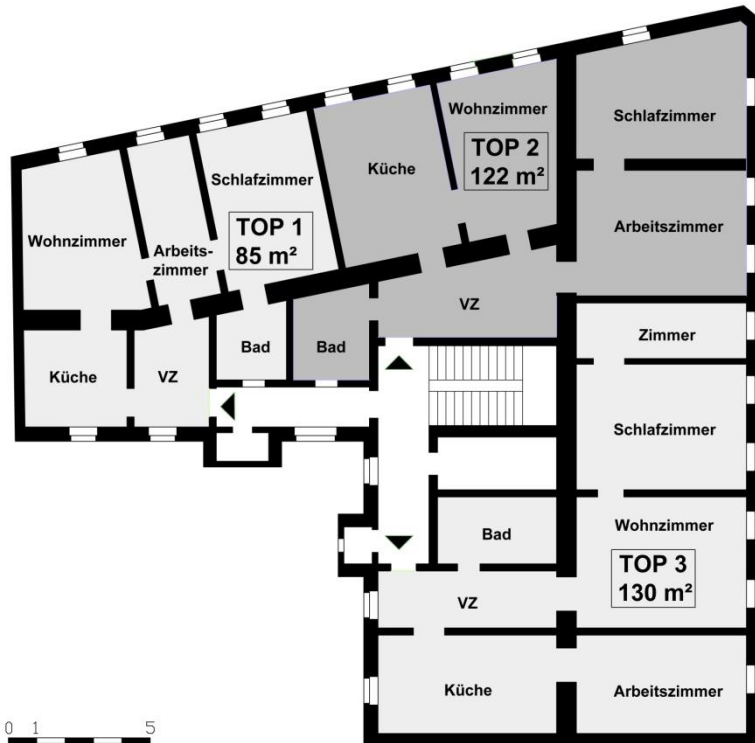 Wohnzimmer
TOP 2
122 m²
Schlafzimmer
Küche
Schlafzimmer
TOP 1
85 m²
Wohnzimmer
Arbeits-
zimmer
Arbeitszimmer
VZ
Zimmer
Bad
Bad
Küche
VZ
Schlafzimmer
Wohnzimmer
Bad
TOP 3
130 m²
VZ
Küche
Arbeitszimmer
0 1 5